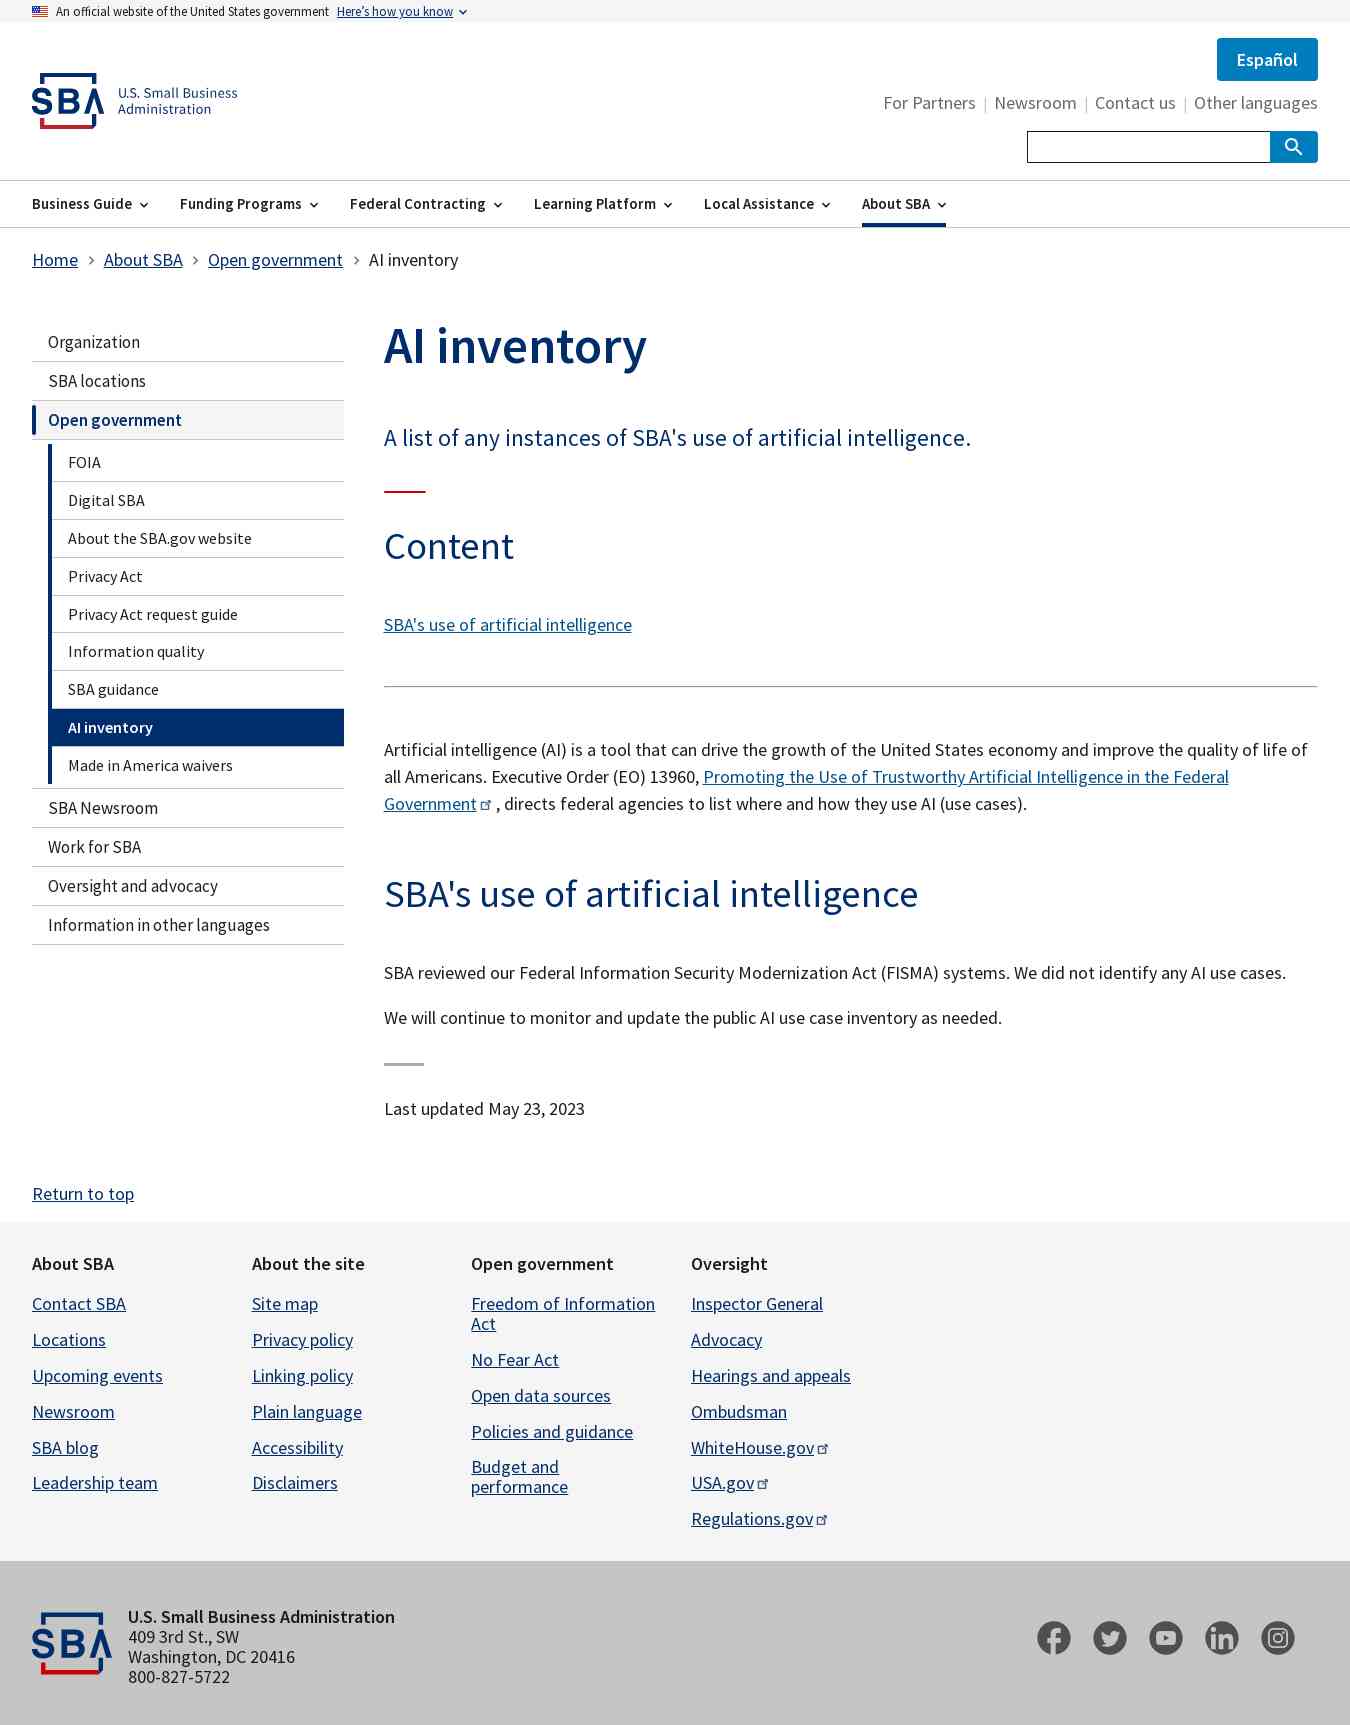 An official website of the United States government Here's how you know
Español
SBA U.S. Small Business
Administration
For Partners | Newsroom | Contact us | Other languages
Business Guide Funding Programs Federal Contracting Learning Platform Local Assistance About SBA
Home > About SBA > Open government > AI inventory
Organization
SBA locations
Open government
FOIA
Digital SBA
About the SBA.gov website
Privacy Act
Privacy Act request guide
Information quality
SBA guidance
AI inventory
Made in America waivers
SBA Newsroom
Work for SBA
Oversight and advocacy
Information in other languages
AI inventory
A list of any instances of SBA's use of artificial intelligence.
Content
SBA's use of artificial intelligence
Artificial intelligence (AI) is a tool that can drive the growth of the United States economy and improve the quality of life of
all Americans. Executive Order (EO) 13960, Promoting the Use of Trustworthy Artificial Intelligence in the Federal
Government , directs federal agencies to list where and how they use AI (use cases).
SBA's use of artificial intelligence
SBA reviewed our Federal Information Security Modernization Act (FISMA) systems. We did not identify any AI use cases.
We will continue to monitor and update the public AI use case inventory as needed.
Last updated May 23, 2023
Return to top
About SBA
Contact SBA
Locations
Upcoming events
Newsroom
SBA blog
Leadership team
About the site
Site map
Privacy policy
Linking policy
Plain language
Accessibility
Disclaimers
Open government
Freedom of Information
Act
No Fear Act
Open data sources
Policies and guidance
Budget and
performance
Oversight
Inspector General
Advocacy
Hearings and appeals
Ombudsman
WhiteHouse.gov
USA.gov
Regulations.gov
SBA
U.S. Small Business Administration
409 3rd St., SW
Washington, DC 20416
800-827-5722